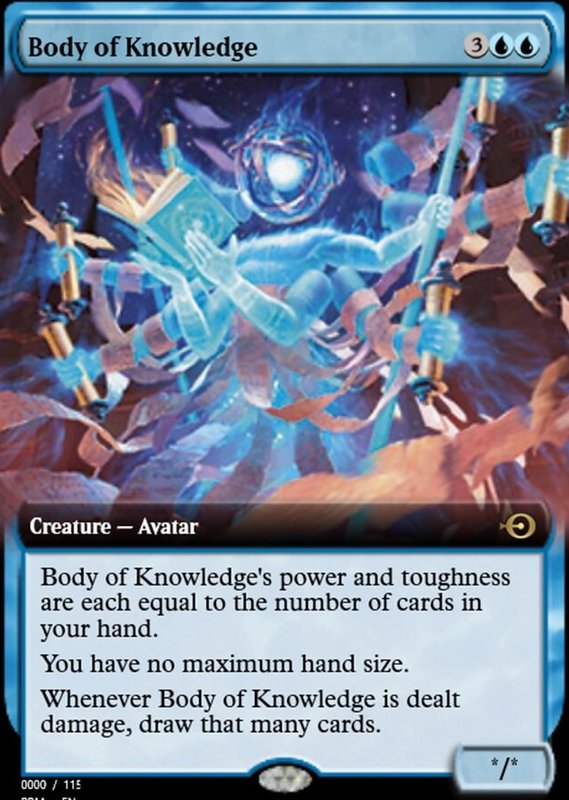 Body of Knowledge 3
Creature — Avatar
Body of Knowledge's power and toughness
are each equal to the number of cards in
your hand.
You have no maximum hand size.
Whenever Body of Knowledge is dealt
damage, draw that many cards.
*/*
0000 / 115